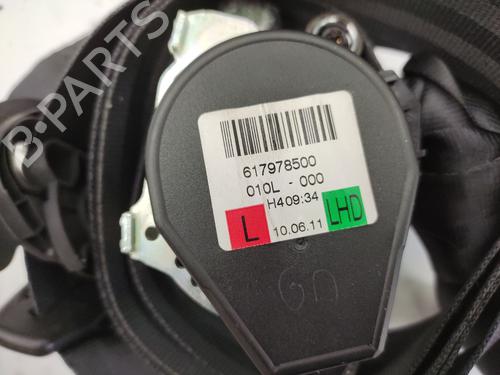 B-PARTS
617978500
010L - 000
H409:34
L 10.06.11 LHD